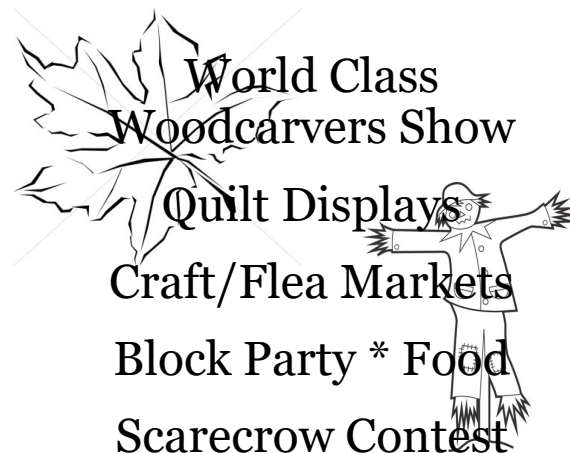 World Class
Woodcarvers Show
Quilt Displays
Craft/Flea Markets
Block Party * Food
Scarecrow Contest